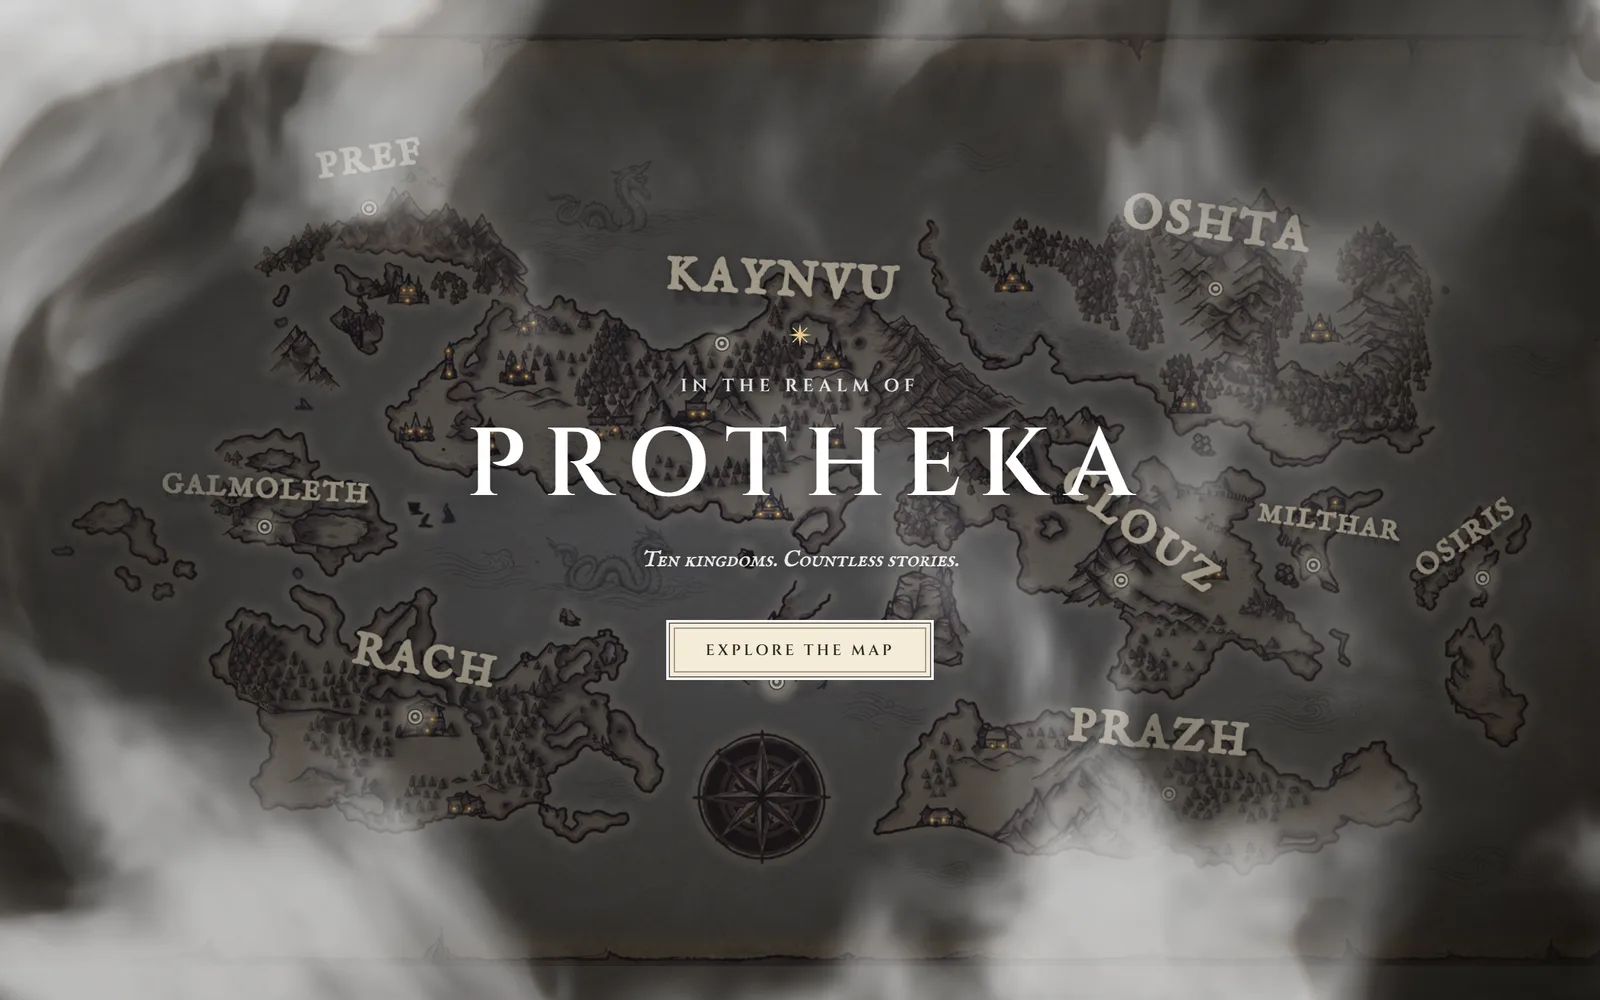 PREF
OSHTA
KAYNVU
IN THE REALM OF
PROTHEKA
GALMOLETH
CLOUZ
MILTHAR
OSIRIS
Ten kingdoms. Countless stories.
EXPLORE THE MAP
RACH
PRAZH